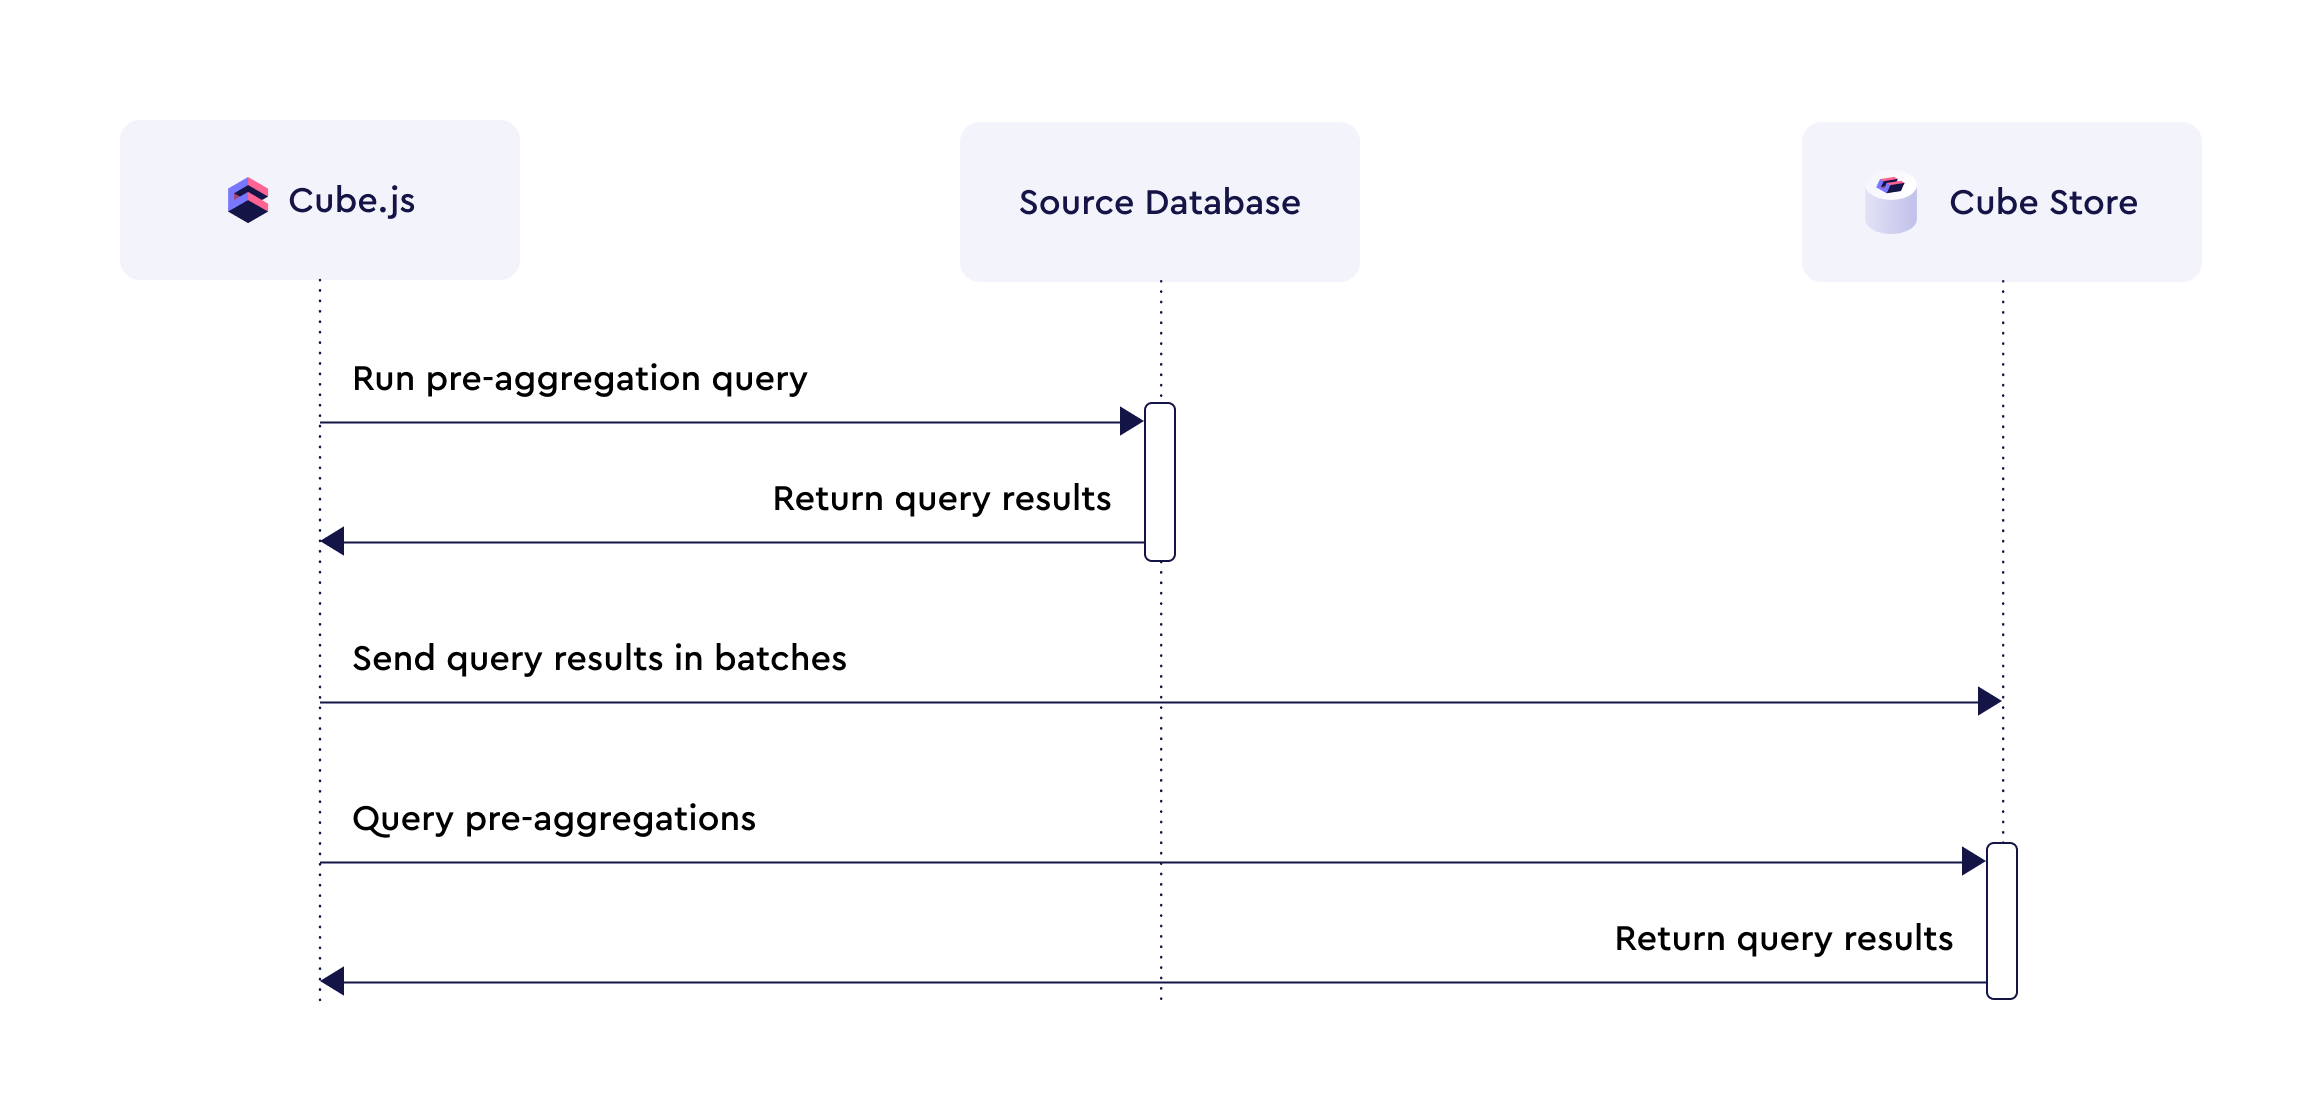 Cube.js
Source Database
Cube Store
Run pre-aggregation query
Return query results
Send query results in batches
Query pre-aggregations
Return query results